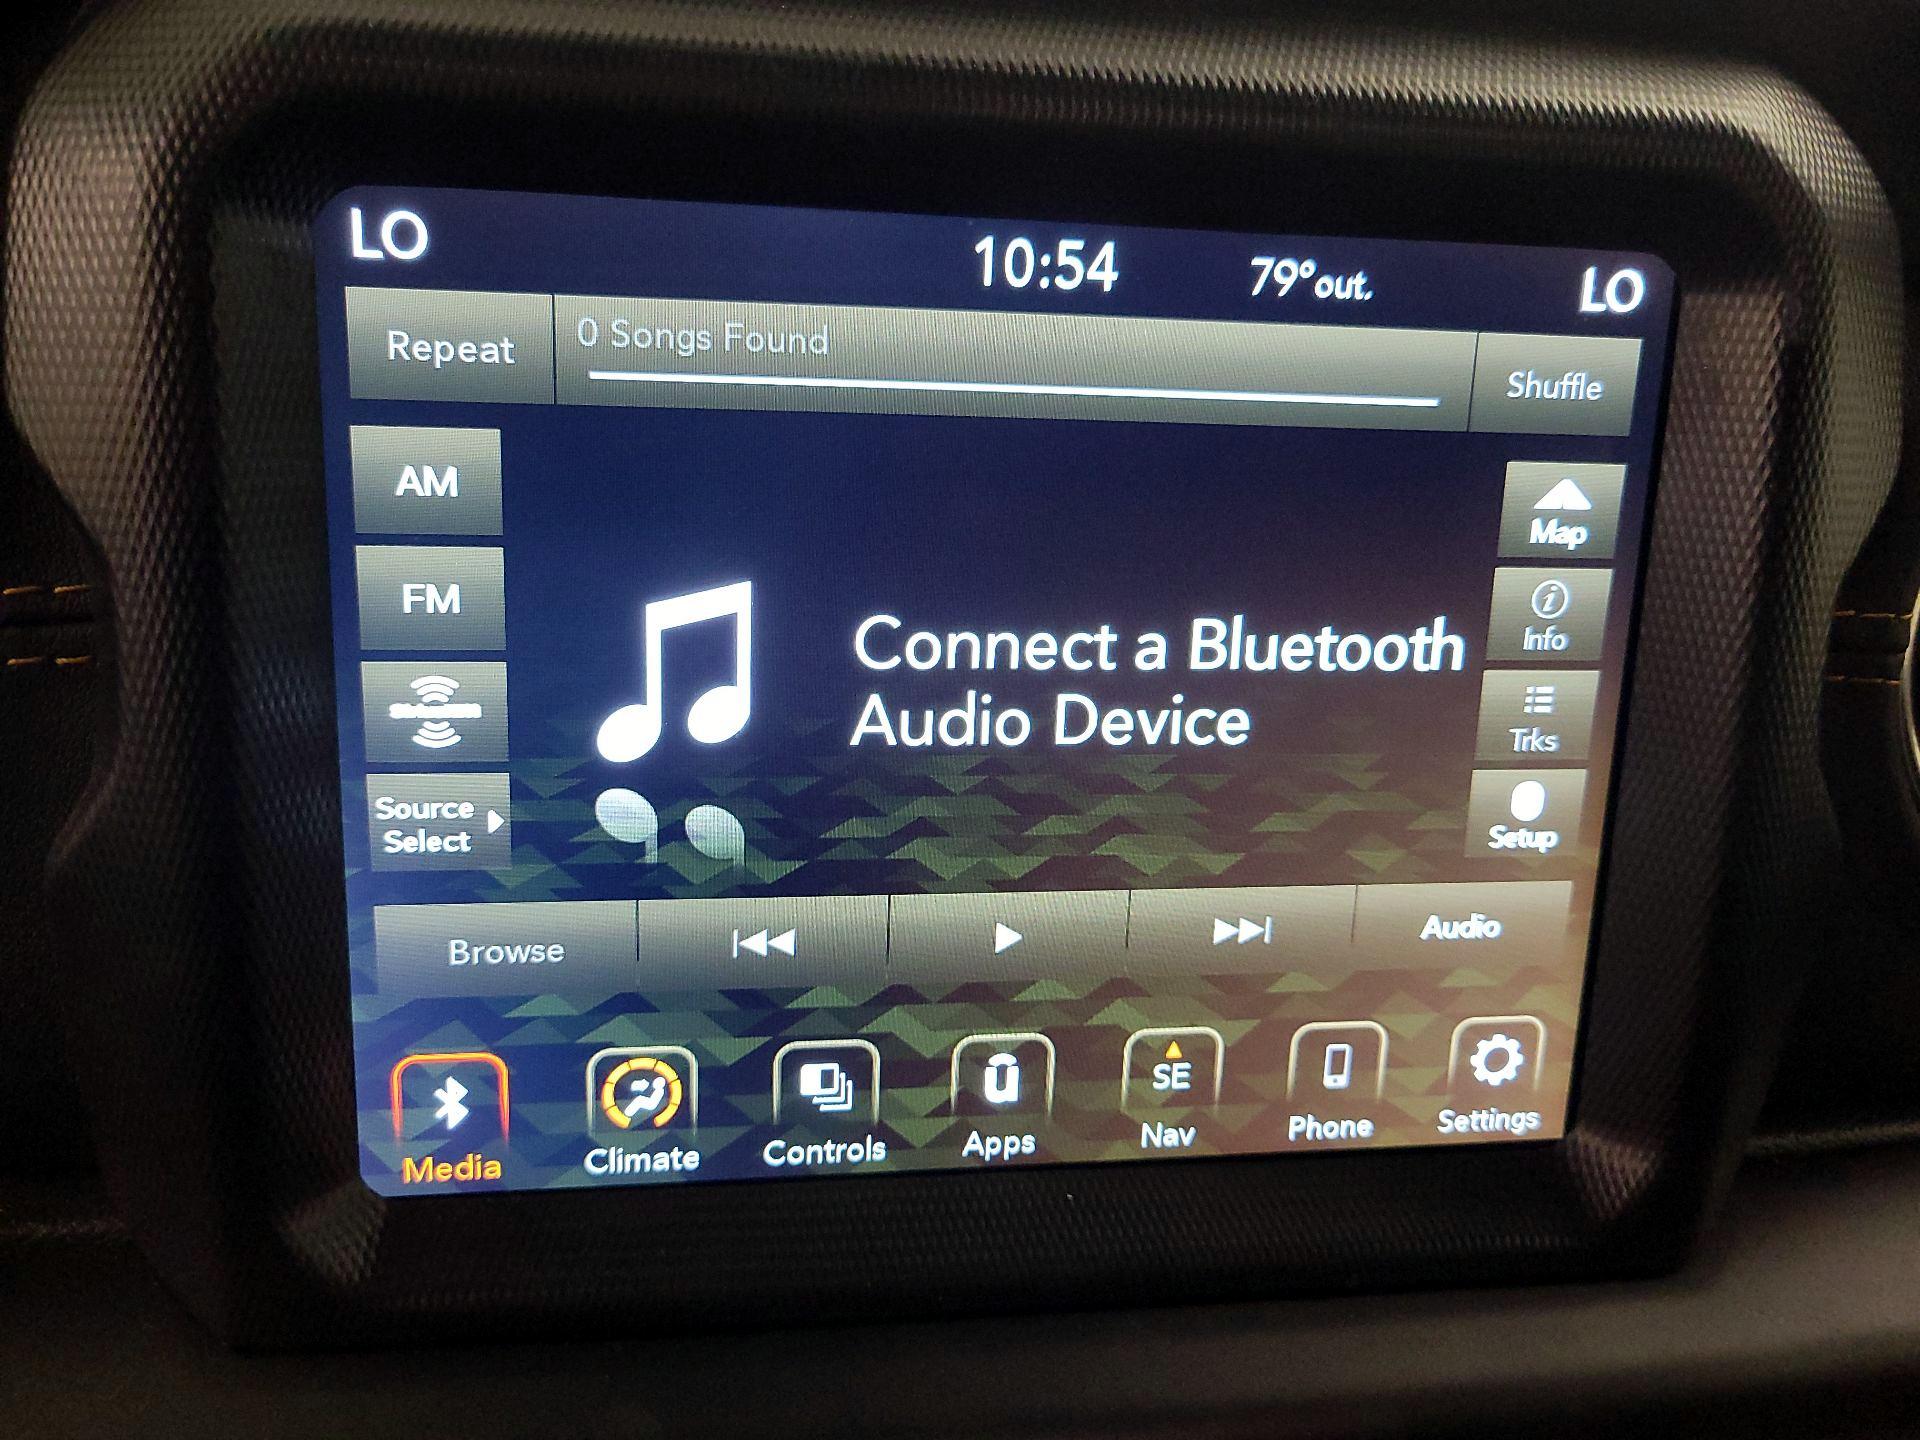 LO 10:54 79°out. LO
Repeat 0 Songs Found Shuffle
AM
FM
Source
Select
Connect a Bluetooth
Audio Device
Map
Info
Trks
Setup
Browse Audio
SE
Media Climate Controls Apps Nav Phone Settings